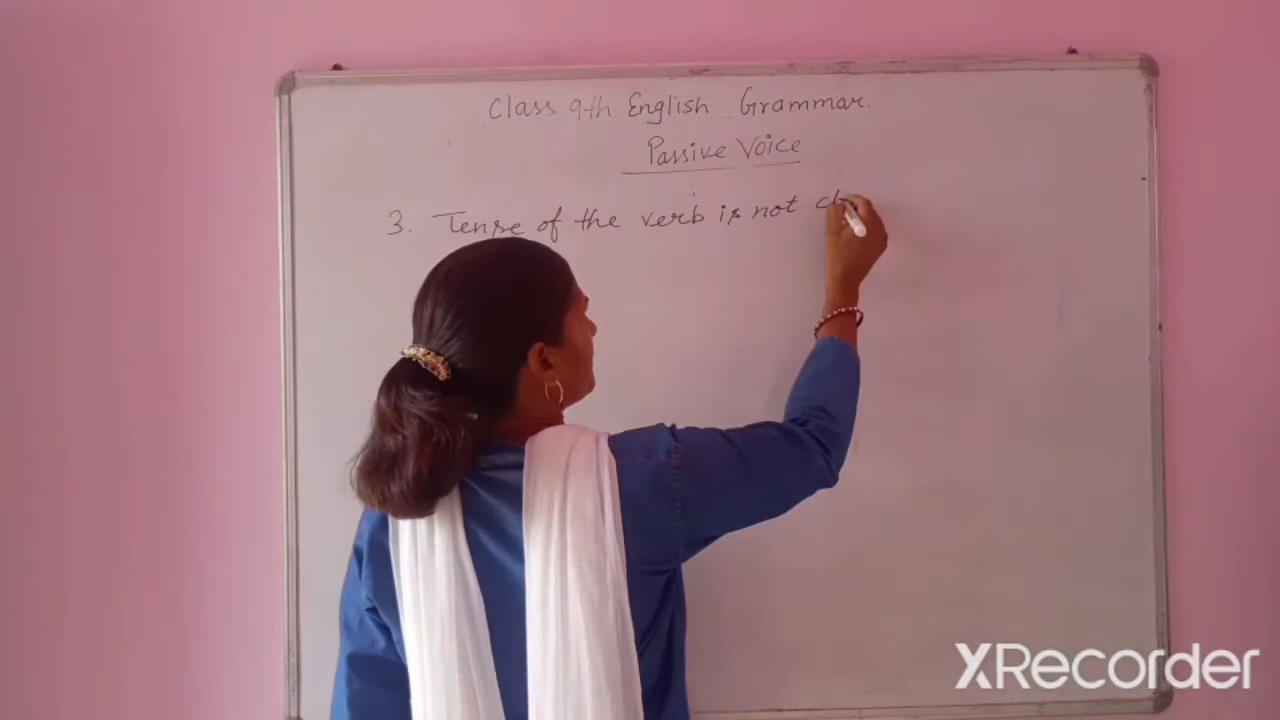 Class 9th English Grammar.
Passive Voice
3. Tense of the verb is not ch
XRecorder